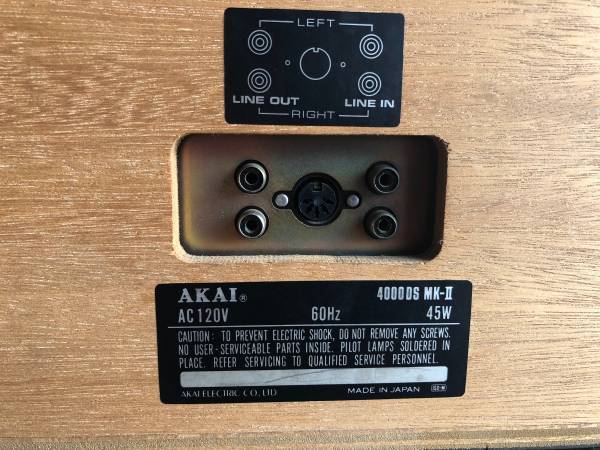 LEFT
LINE OUT LINE IN
RIGHT
AKAI® 4000DS MK-II
AC 120V 60Hz 45W
CAUTION: TO PREVENT ELECTRIC SHOCK, DO NOT REMOVE ANY SCREWS.
NO USER-SERVICEABLE PARTS INSIDE. PILOT LAMPS SOLDERED IN
PLACE. REFER SERVICING TO QUALIFIED SERVICE PERSONNEL.
AKAI ELECTRIC CO., LTD. MADE IN JAPAN